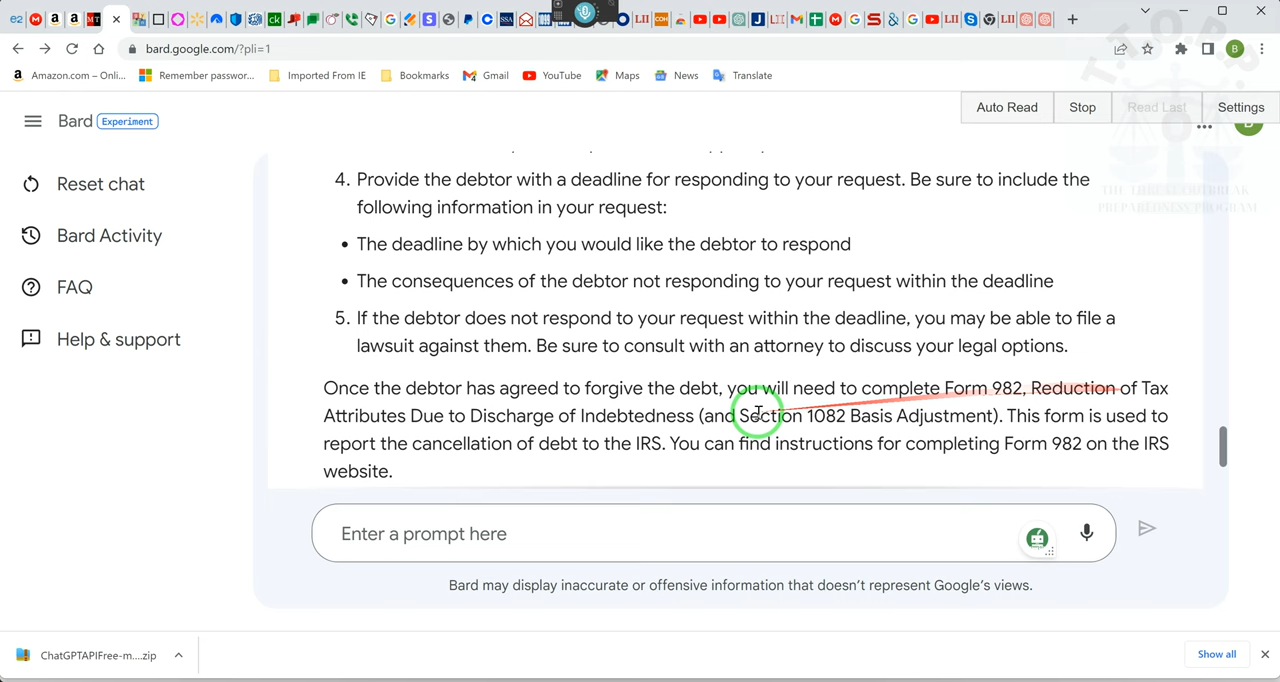 bard.google.com/?pli=1
Amazon.com – Onli...
Remember passwor...
Imported From IE
Bookmarks
Gmail
YouTube
Maps
News
Translate
Bard Experiment
Auto Read
Stop
Read Last
Settings
T.T.O.P.P.
THE THREAT OUTBREAK
PREPAREDNESS PROGRAM
Reset chat
Bard Activity
FAQ
Help & support
4. Provide the debtor with a deadline for responding to your request. Be sure to include the
following information in your request:
• The deadline by which you would like the debtor to respond
• The consequences of the debtor not responding to your request within the deadline
5. If the debtor does not respond to your request within the deadline, you may be able to file a
lawsuit against them. Be sure to consult with an attorney to discuss your legal options.
Once the debtor has agreed to forgive the debt, you will need to complete Form 982, Reduction of Tax
Attributes Due to Discharge of Indebtedness (and Section 1082 Basis Adjustment). This form is used to
report the cancellation of debt to the IRS. You can find instructions for completing Form 982 on the IRS
website.
Enter a prompt here
Bard may display inaccurate or offensive information that doesn't represent Google's views.
ChatGPTAPIFree-m....zip
Show all